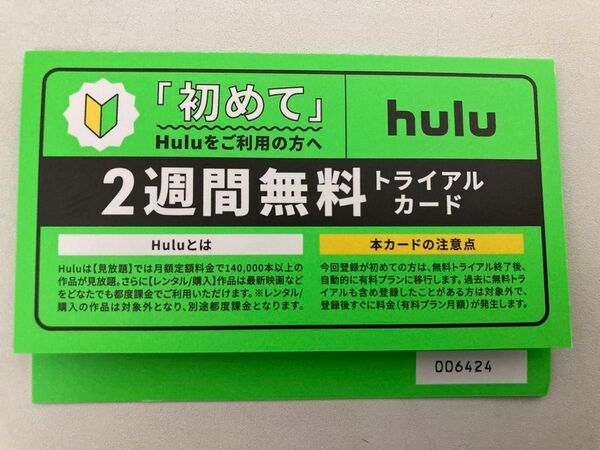 「初めて」
Huluをご利用の方へ
hulu
2週間無料トライアル
カード
Huluとは
Huluは【見放題】では月額定額料金で140,000本以上の
作品が見放題。さらに【レンタル/購入】作品は最新映画など
をどなたでも都度課金でご利用いただけます。※レンタル/
購入の作品は対象外となり、別途都度課金となります。
本カードの注意点
今回登録が初めての方は、無料トライアル終了後、
自動的に有料プランに移行します。過去に無料トラ
イアルも含め登録したことがある方は対象外で、
登録後すぐに料金(有料プラン月額)が発生します。
006424